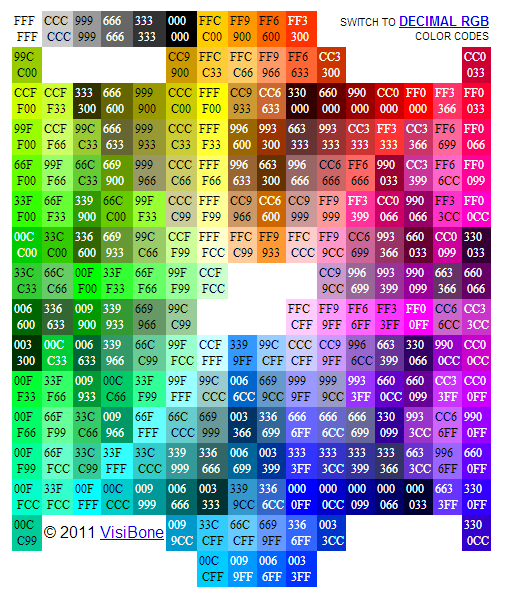 FFF CCC 999 666 333 000 FFC FF9 FF6 FF3 SWITCH TO DECIMAL RGB
FFF CCC 999 666 333 000 C00 900 600 300 COLOR CODES
99C CC9 FFC FFC FF9 FF6 CC3 CC0
C00 900 C33 C66 966 633 300 033
CCF CCF 333 666 999 CCC FFF CC9 CC6 330 660 990 CC0 FF0 FF3 FF0
F00 F33 300 600 900 C00 F00 933 633 000 000 000 000 000 366 033
99F CCF 99C 666 999 CCC FFF 996 993 663 993 CC3 FF3 CC3 FF6 FF0
F00 F66 C33 633 933 C33 F33 600 300 333 333 333 333 366 699 066
66F 99F 66C 669 999 CCC FFF 996 663 996 CC6 FF6 990 CC3 FF6 FF0
F00 F66 C33 900 966 C66 F66 933 300 666 666 666 033 399 6CC 099
33F 66F 339 66C 99F CCC FFF CC9 CC6 CC9 FF9 FF3 CC0 990 FF3 FF0
F00 F33 900 C00 F33 C99 F99 966 600 999 999 399 066 066 0CC 0CC
00C 33C 336 669 99C CCF FFF FFC FF9 FFC FF9 CC6 993 660 CC0 330
C00 C00 600 933 C66 F99 FCC C99 933 CCC 9CC 699 366 033 099 033
33C 66C 00F 33F 66F 99F CCF CC9 996 993 990 663 660
C33 C66 F00 F33 F66 F99 FCC 9CC 699 399 099 366 066
006 336 009 339 669 99C FFC FF9 FF6 FF3 FF0 CC6 CC3
600 633 900 933 966 C99 CFF 9FF 6FF 3FF 0FF 6CC 3CC
003 00C 006 339 66C 99F CCF 339 99C CCC CC9 996 663 330 990 CC0
300 C33 633 966 C99 FCC FFF 9FF CFF CFF 9FF 6CC 399 066 0CC 0CC
00F 33F 009 00C 33F 99F 99C 006 669 999 999 993 660 660 CC3 CC0
F33 F66 933 C66 F99 FFF CCC 6CC 9FF 9FF 9CC 3FF 0CC 099 3FF 0FF
00F 66F 33C 009 66F 66C 669 003 336 666 666 666 330 993 CC6 990
F66 F99 C66 966 FFF CCC 999 366 699 6FF 6CC 699 099 3CC 6FF 0FF
00F 66F 33C 33F 33C 339 336 006 003 333 333 333 333 663 996 660
F99 FCC C99 FFF CCC 999 666 699 399 3FF 3CC 399 366 3CC 6FF 0FF
00F 33F 00F 00C 009 006 003 339 336 000 000 000 000 000 663 330
FCC FCC FFF CCC 999 666 333 9CC 6CC 0FF 0CC 099 066 033 3FF 0FF
00C 009 33C 66C 669 336 003 330
C99 © 2011 VisiBone 9CC CFF CFF 9FF 6FF 3CC 0CC
00C 009 006 003
CFF 9FF 6FF 3FF